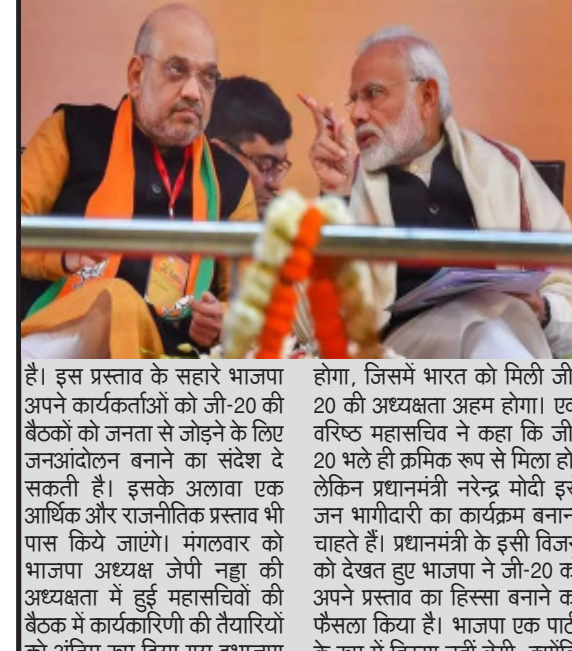 है। इस प्रस्ताव के सहारे भाजपा
अपने कार्यकर्ताओं को जी-20 की
बैठकों को जनता से जोड़ने के लिए
जनआंदोलन बनाने का संदेश दे
सकती है। इसके अलावा एक
आर्थिक और राजनीतिक प्रस्ताव भी
पास किये जाएंगे। मंगलवार को
भाजपा अध्यक्ष जेपी नड्डा की
अध्यक्षता में हुई महासचिवों की
बैठक में कार्यकारिणी की तैयारियों
होगा, जिसमें भारत को मिली जी
20 की अध्यक्षता अहम होगा।
वरिष्ठ महासचिव ने कहा कि जी
20 भले ही क्रमिक रूप से मिला हो
लेकिन प्रधानमंत्री नरेन्द्र मोदी
जन भागीदारी का कार्यक्रम
चाहते हैं। प्रधानमंत्री के इसी
को देखत हुए भाजपा ने जी-20
अपने प्रस्ताव का हिस्सा बनाने
फैसला किया है। भाजपा एक